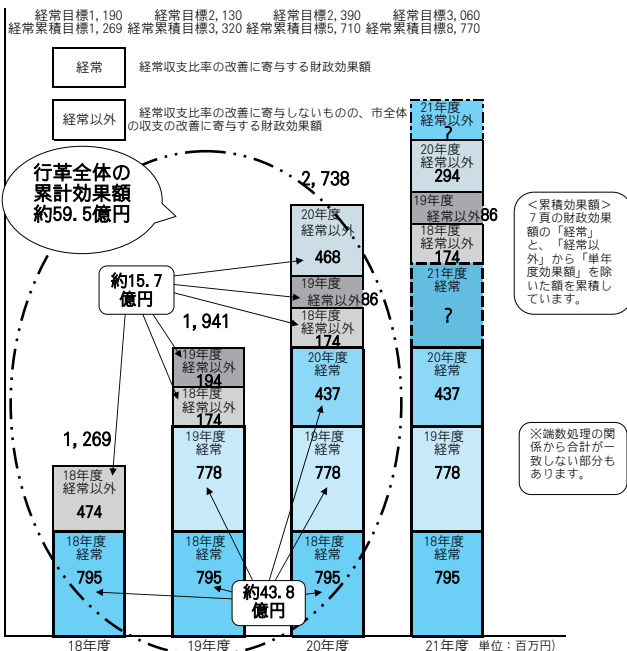 経常目標1,190 経常目標2,130 経常目標2,390 経常目標3,060
経常累積目標1,269 経常累積目標3,320 経常累積目標5,710 経常累積目標8,770
経常
経常収支比率の改善に寄与する財政効果額
経常以外
経常収支比率の改善に寄与しないものの、市全体
の収支の改善に寄与する財政効果額
行革全体の
累計効果額
約59.5億円
約15.7
億円
約43.8
億円
1,269
18年度
経常以外
474
18年度
経常
795
18年度
1,941
19年度
経常以外
194
18年度
経常以外
174
19年度
経常
778
18年度
経常
795
19年度
2,738
20年度
経常以外
468
19年度
経常以外86
18年度
経常以外
174
20年度
経常
437
19年度
経常
778
18年度
経常
795
20年度
21年度
経常以外
?
20年度
経常以外
294
19年度
経常以外86
18年度
経常以外
174
21年度
経常
?
20年度
経常
437
19年度
経常
778
18年度
経常
795
21年度
単位:百万円)
<累積効果額>
7頁の財政効果
額の「経常」
と、「経常以
外」から「単年
度効果額」を除
いた額を累積し
ています。
※端数処理の関
係から合計が一
致しない部分も
あります。